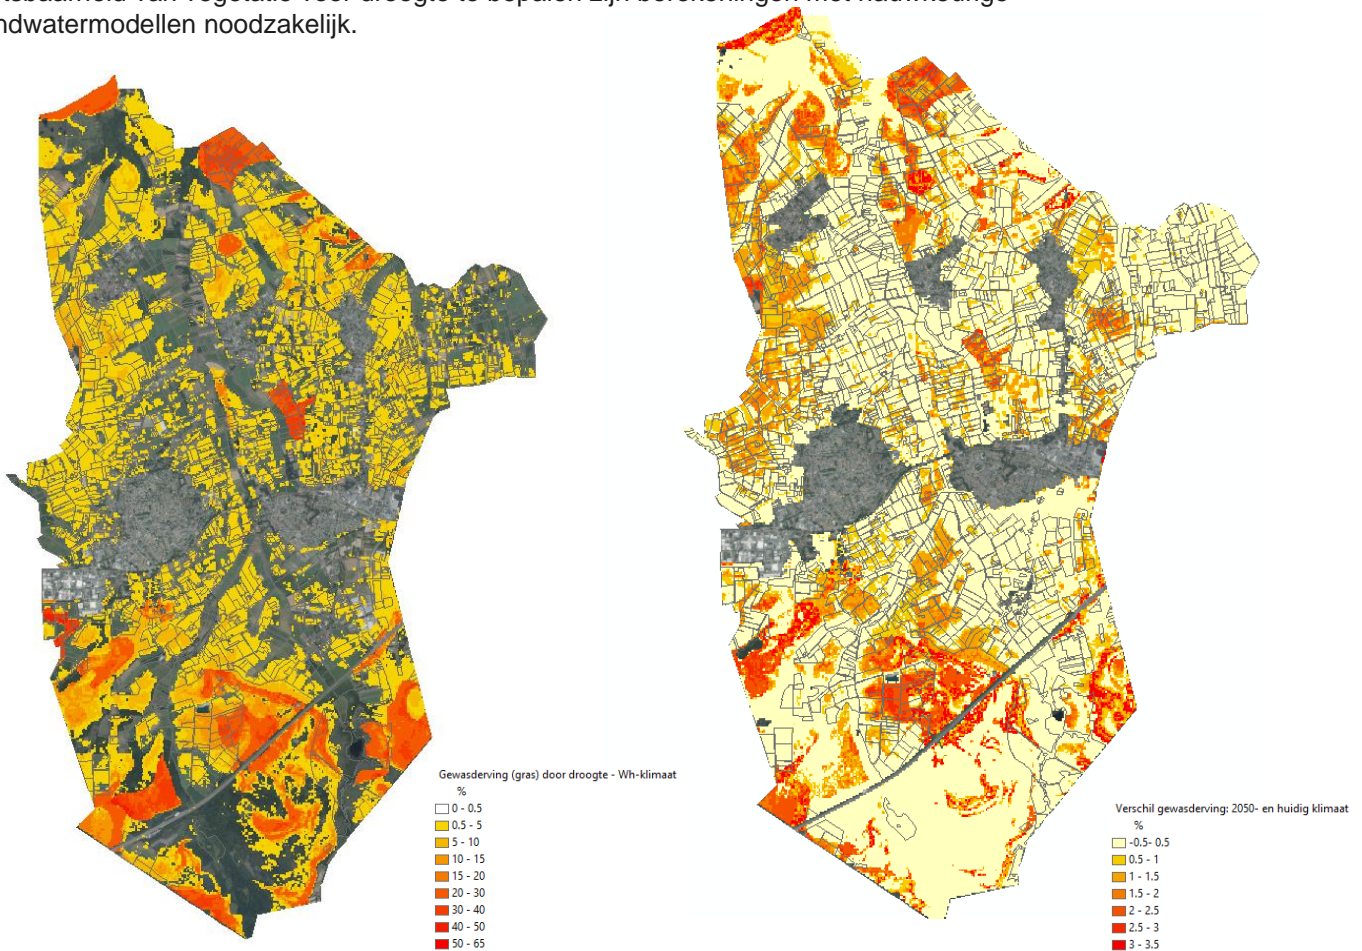 ndwatermodellen noodzakelijk.
Gewasderving (gras) door droogte - Wh-klimaat
%
0 - 0.5
0.5 - 5
5 - 10
10 - 15
15 - 20
20 - 30
30 - 40
40 - 50
50 - 65
Verschil gewasderving: 2050- en huidig klimaat
%
-0.5- 0.5
0.5 - 1
1 - 1.5
1.5 - 2
2 - 2.5
2.5 - 3
3 - 3.5